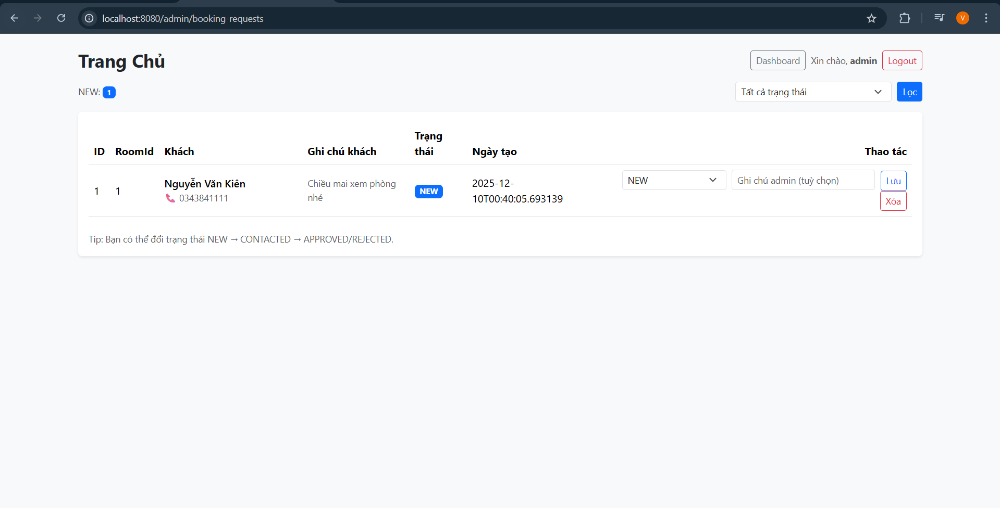 localhost:8080/admin/booking-requests
V
Trang Chủ
Dashboard Xin chào, admin Logout
NEW: 1
Tất cả trạng thái Lọc
ID RoomId Khách Ghi chú khách Trạng thái Ngày tạo Thao tác
1 1 Nguyễn Văn Kiên
0343841111
Chiều mai xem phòng
nhé
NEW
2025-12-
10T00:40:05.693139
NEW Ghi chú admin (tuỳ chọn) Lưu
Xóa
Tip: Bạn có thể đổi trạng thái NEW → CONTACTED → APPROVED/REJECTED.